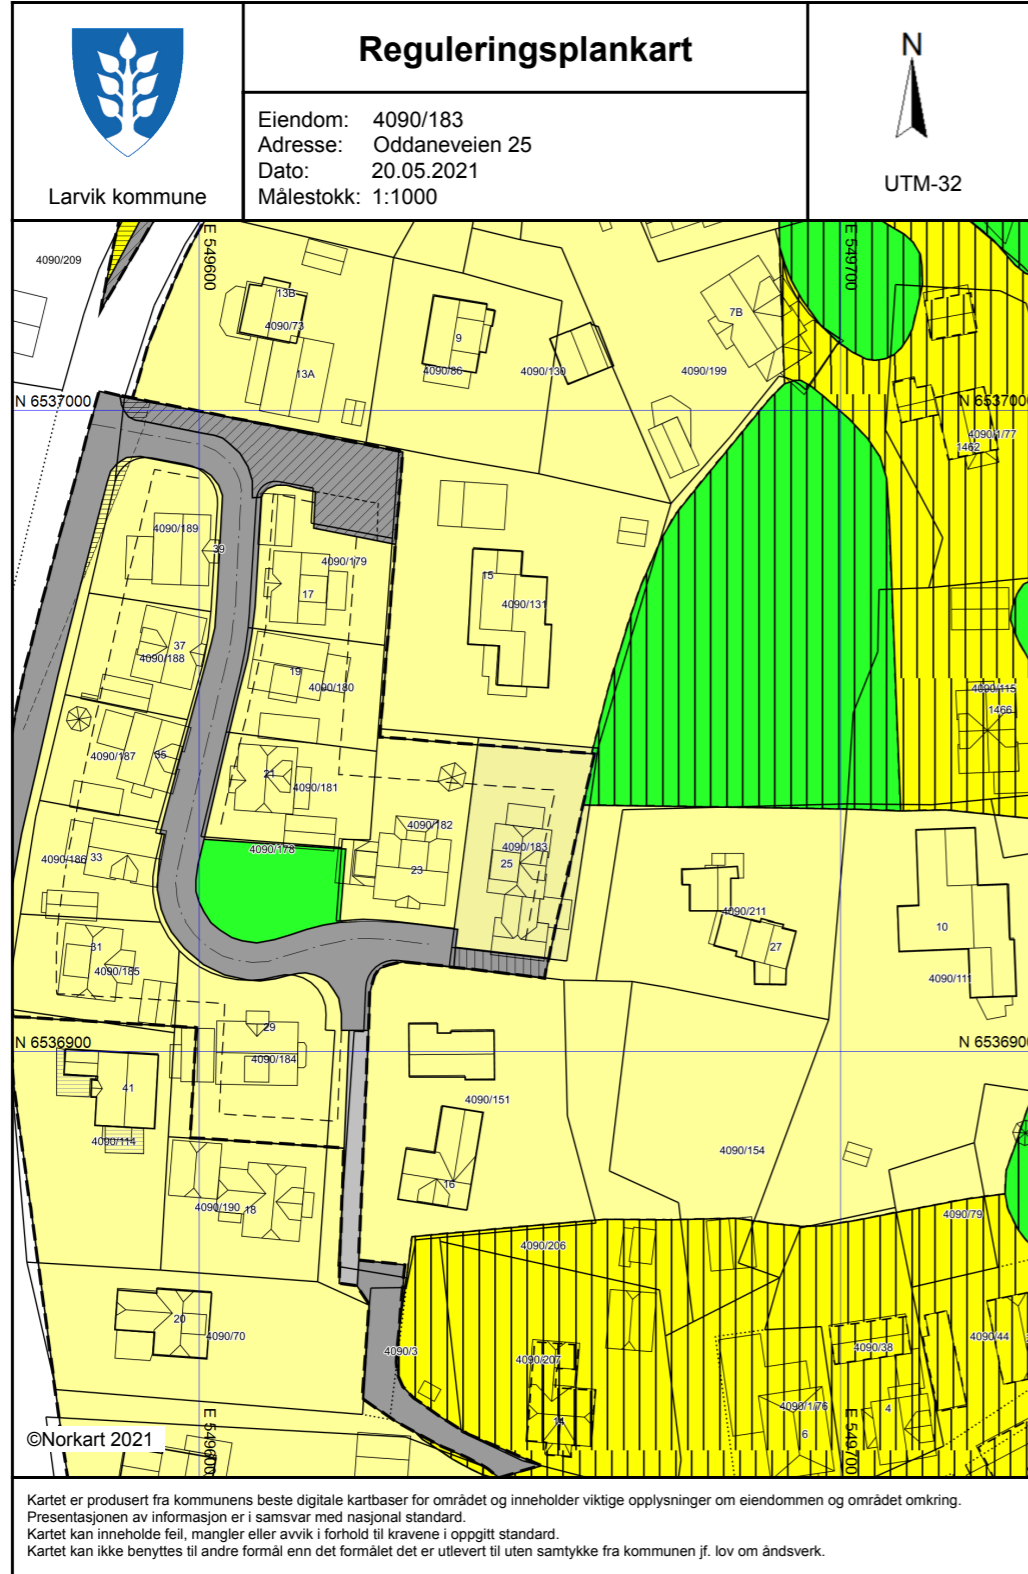 Reguleringsplankart
Eiendom: 4090/183
Adresse: Oddaneveien 25
Dato: 20.05.2021
Målestokk: 1:1000
Larvik kommune
N
UTM-32
E 549600
E 549700
4090/209
13B
4090/73
13A
9
4090/86
4090/130
7B
4090/199
N 6537000
N 6537000
4090/1/77
1462
4090/189
39
4090/179
17
15
4090/131
37
4090/188
19
4090/180
4090/115
1466
4090/187
35
21
4090/181
4090/182
23
4090/183
25
4090/178
4090/186
33
4090/211
27
10
4090/111
31
4090/185
29
4090/184
N 6536900
N 6536900
41
4090/114
4090/151
16
4090/154
4090/190
18
4090/79
4090/206
20
4090/70
4090/3
4090/207
14
4090/38
4090/44
4090/1/76
6
4
E 549600
E 549700
©Norkart 2021
Kartet er produsert fra kommunens beste digitale kartbaser for området og inneholder viktige opplysninger om eiendommen og området omkring.
Presentasjonen av informasjon er i samsvar med nasjonal standard.
Kartet kan inneholde feil, mangler eller avvik i forhold til kravene i oppgitt standard.
Kartet kan ikke benyttes til andre formål enn det formålet det er utlevert til uten samtykke fra kommunen jf. lov om åndsverk.